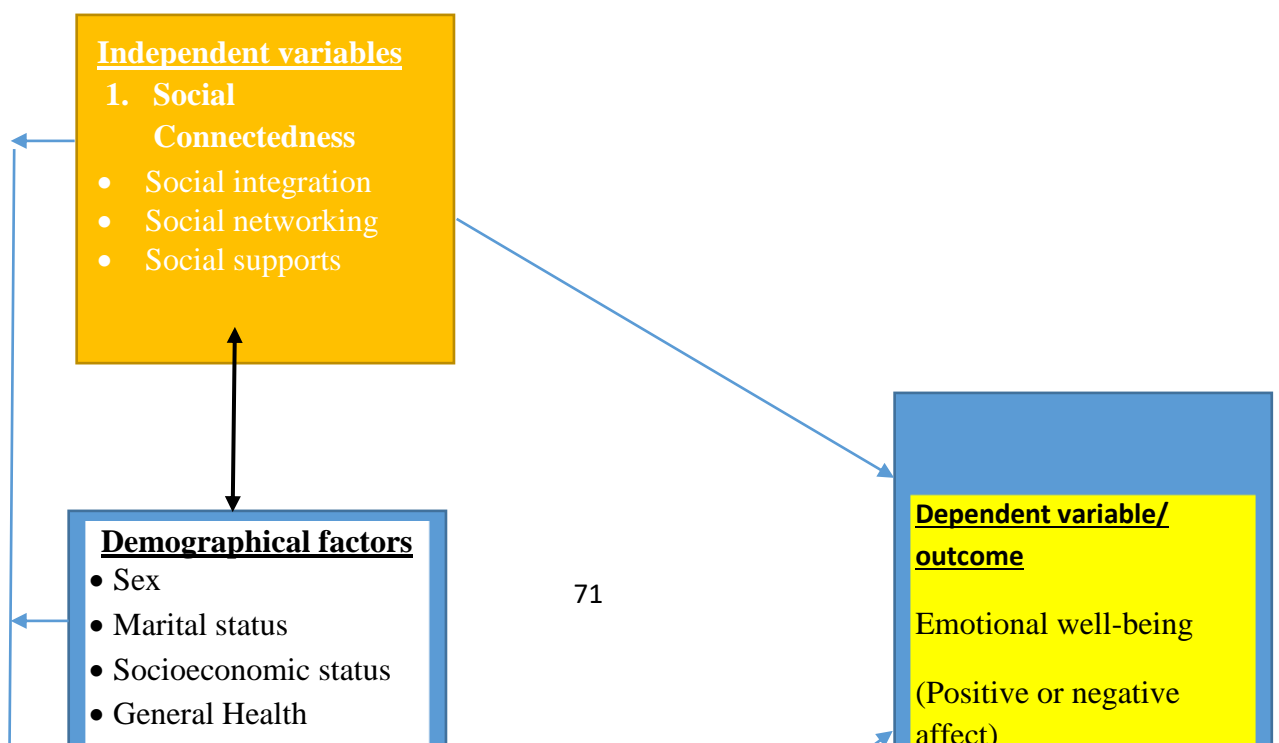 Independent variables
1. Social
Connectedness
• Social integration
• Social networking
• Social supports
Demographical factors
• Sex
• Marital status
• Socioeconomic status
• General Health
71
Dependent variable/
outcome
Emotional well-being
(Positive or negative
affect)